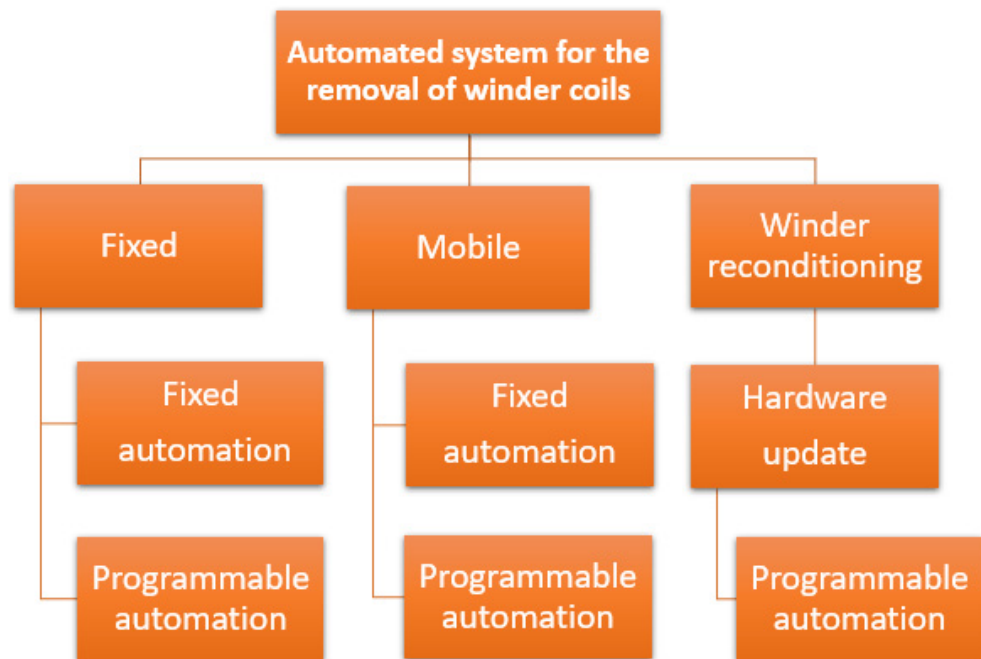 Automated system for the
removal of winder coils
Fixed
Mobile
Winder
reconditioning
Fixed
automation
Fixed
automation
Hardware
update
Programmable
automation
Programmable
automation
Programmable
automation